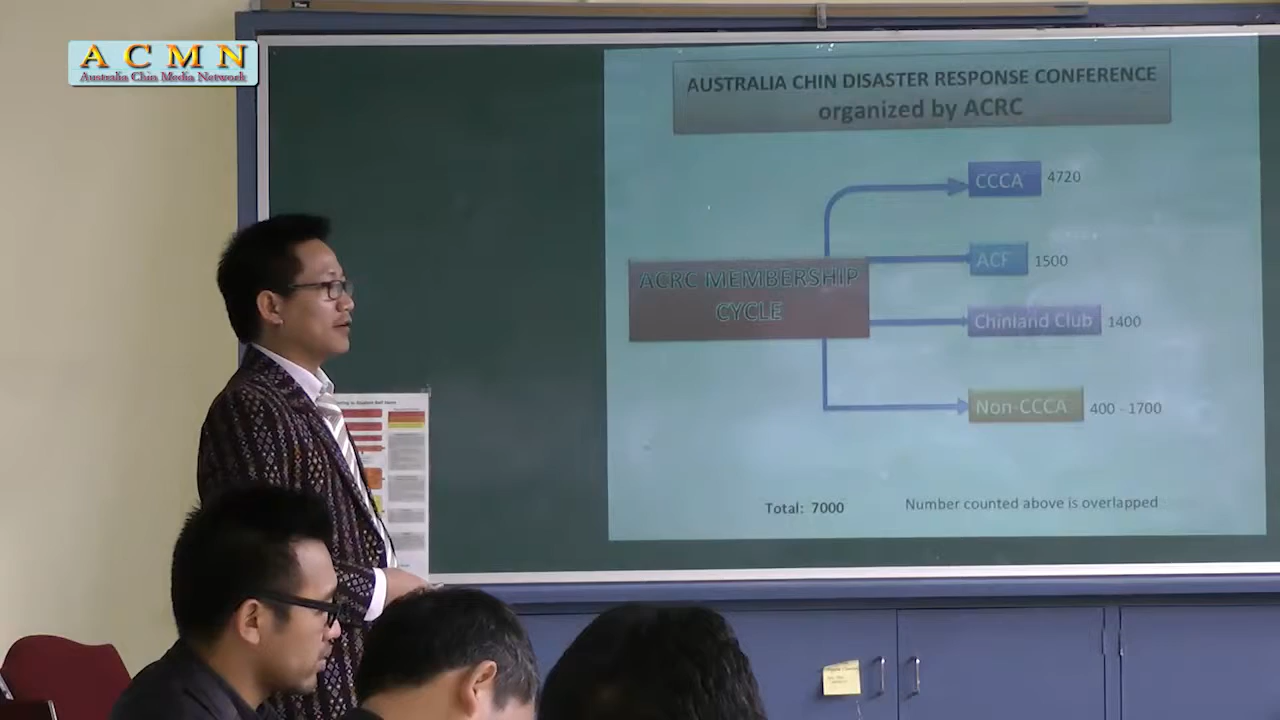 A C M N
Australia Chin Media Network
AUSTRALIA CHIN DISASTER RESPONSE CONFERENCE
organized by ACRC
CCCA 4720
ACF 1500
ACRC MEMBERSHIP
CYCLE
Chinland Club 1400
Non-CCCA 400 - 1700
Total: 7000 Number counted above is overlapped